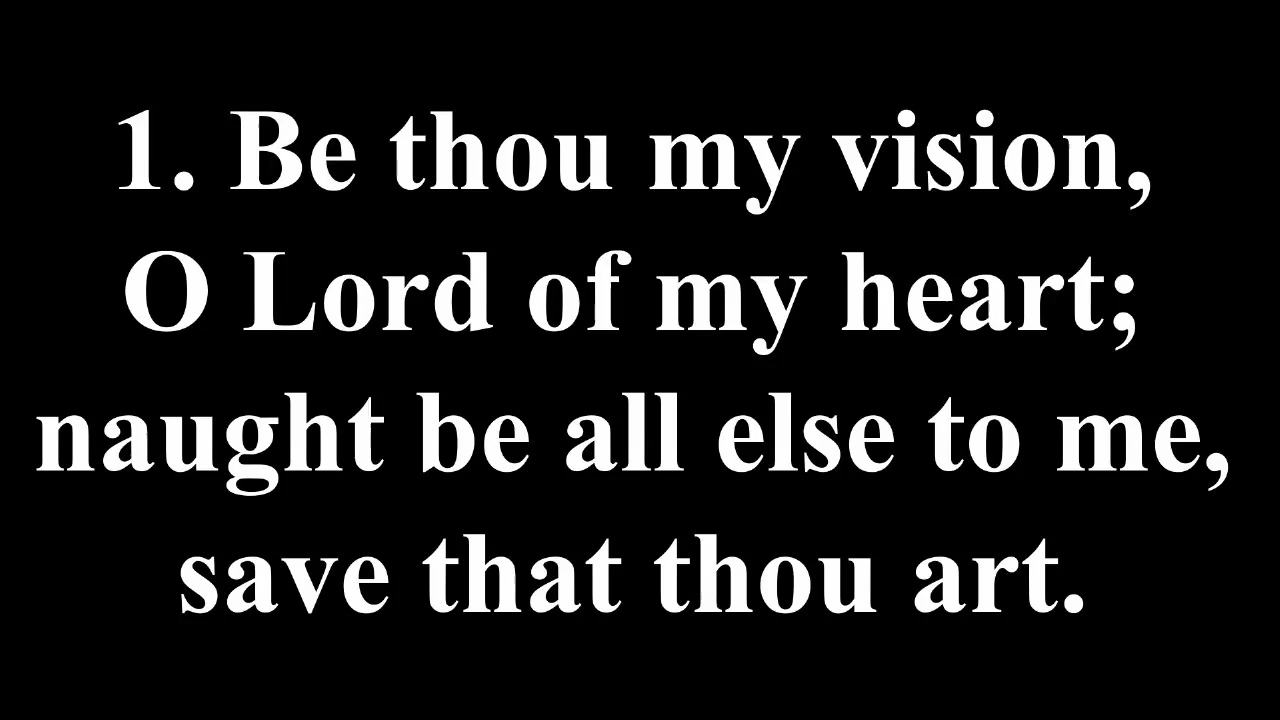 1. Be thou my vision,
O Lord of my heart;
naught be all else to me,
save that thou art.